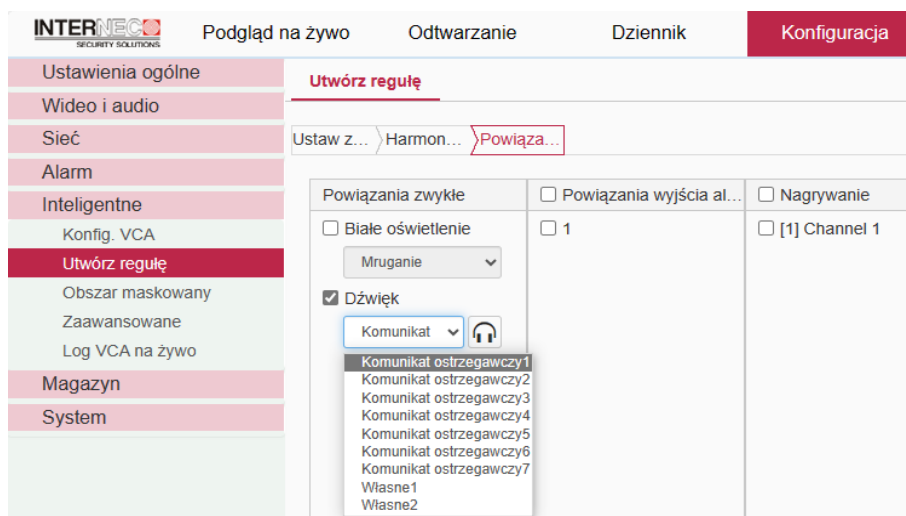 INTERNEC
SECURITY SOLUTIONS
Podgląd na żywo
Odtwarzanie
Dziennik
Konfiguracja
Ustawienia ogólne
Wideo i audio
Sieć
Alarm
Inteligentne
Konfig. VCA
Utwórz regułę
Obszar maskowany
Zaawansowane
Log VCA na żywo
Magazyn
System
Utwórz regułę
Ustaw z...
Harmon...
Powiąza...
Powiązania zwykłe
Białe oświetlenie
Mruganie
Dźwięk
Komunikat
Komunikat ostrzegawczy1
Komunikat ostrzegawczy2
Komunikat ostrzegawczy3
Komunikat ostrzegawczy4
Komunikat ostrzegawczy5
Komunikat ostrzegawczy6
Komunikat ostrzegawczy7
Własne1
Własne2
Powiązania wyjścia al...
1
Nagrywanie
[1] Channel 1